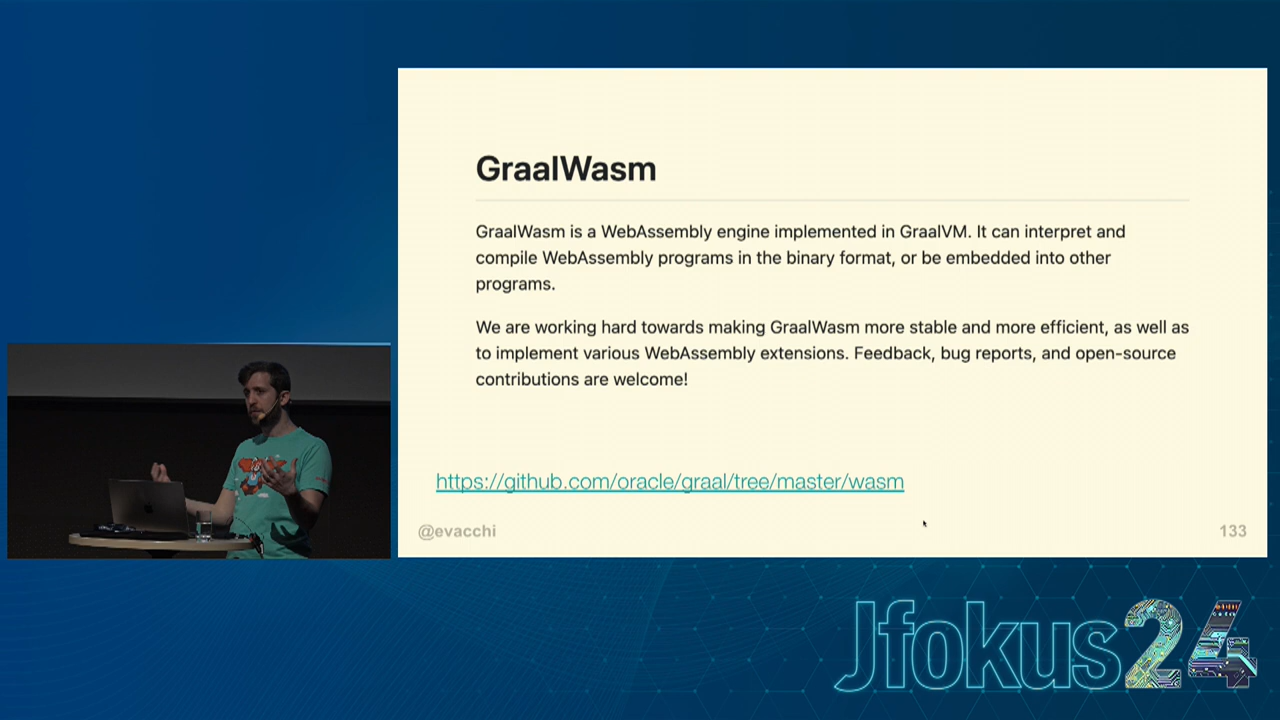 GraalWasm
GraalWasm is a WebAssembly engine implemented in GraalVM. It can interpret and
compile WebAssembly programs in the binary format, or be embedded into other
programs.
We are working hard towards making GraalWasm more stable and more efficient, as well as
to implement various WebAssembly extensions. Feedback, bug reports, and open-source
contributions are welcome!
https://github.com/oracle/graal/tree/master/wasm
@evacchi
133
Jfokus24